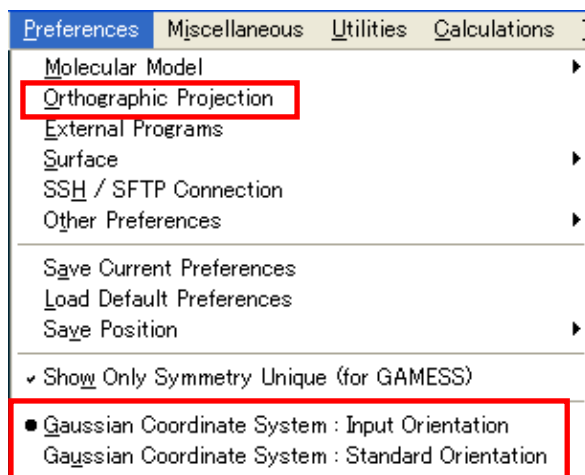 Preferences Miscellaneous Utilities Calculations
Molecular Model
Orthographic Projection
External Programs
Surface
SSH / SFTP Connection
Other Preferences
Save Current Preferences
Load Default Preferences
Save Position
Show Only Symmetry Unique (for GAMESS)
Gaussian Coordinate System : Input Orientation
Gaussian Coordinate System : Standard Orientation